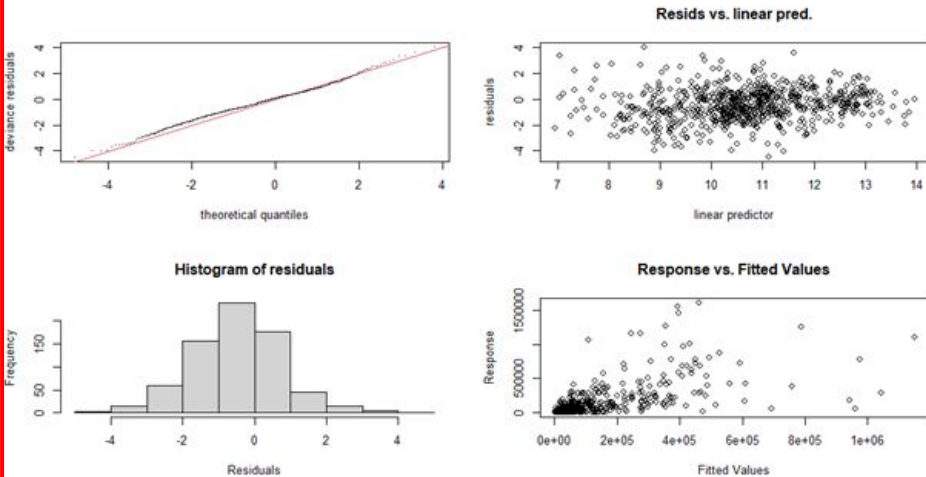 Resids vs. linear pred.
deviance residuals
-4 -2 0 2 4
-4 -2 0 2 4
theoretical quantiles
residuals
-4 -2 0 2 4
7 8 9 10 11 12 13 14
linear predictor
Histogram of residuals
Frequency
0 50 150
-4 -2 0 2 4
Residuals
Response vs. Fitted Values
Response
0 500000 1500000
0e+00 2e+05 4e+05 6e+05 8e+05 1e+06
Fitted Values